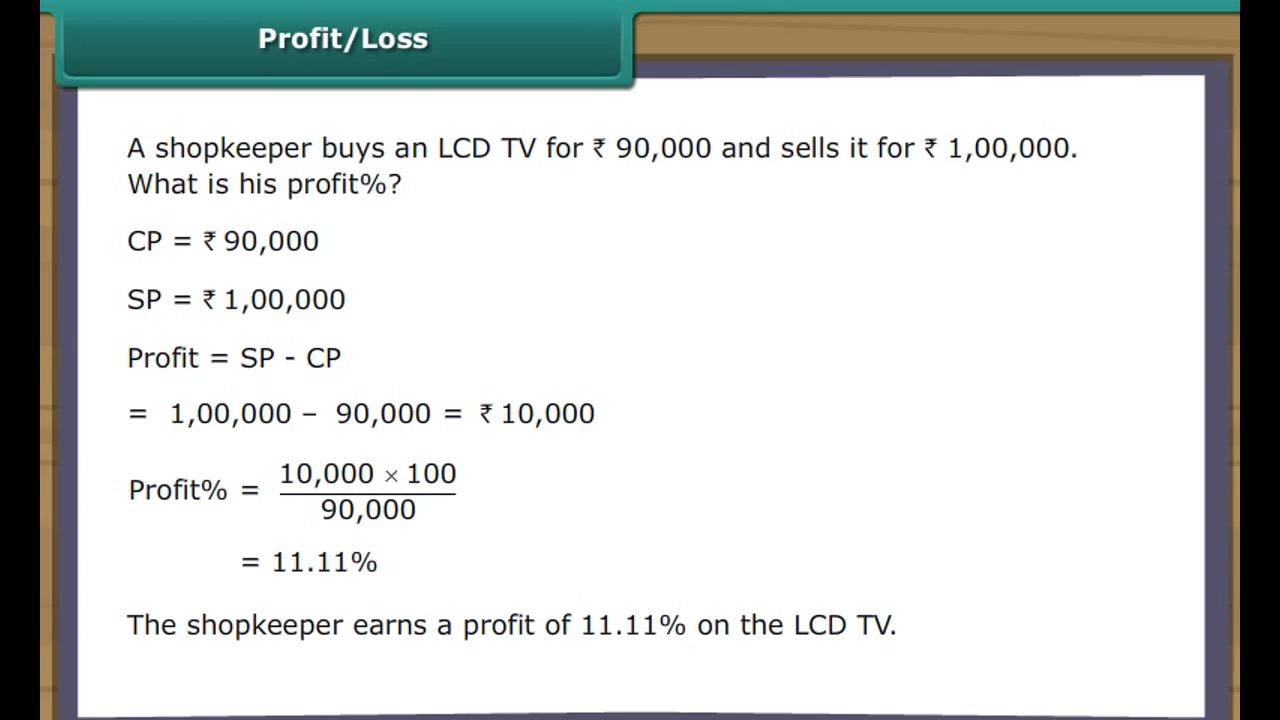 Profit/Loss
A shopkeeper buys an LCD TV for ₹ 90,000 and sells it for ₹ 1,00,000.
What is his profit%?
CP = ₹ 90,000
SP = ₹ 1,00,000
Profit = SP - CP
= 1,00,000 – 90,000 = ₹ 10,000
10,000 × 100
Profit% =
90,000
= 11.11%
The shopkeeper earns a profit of 11.11% on the LCD TV.